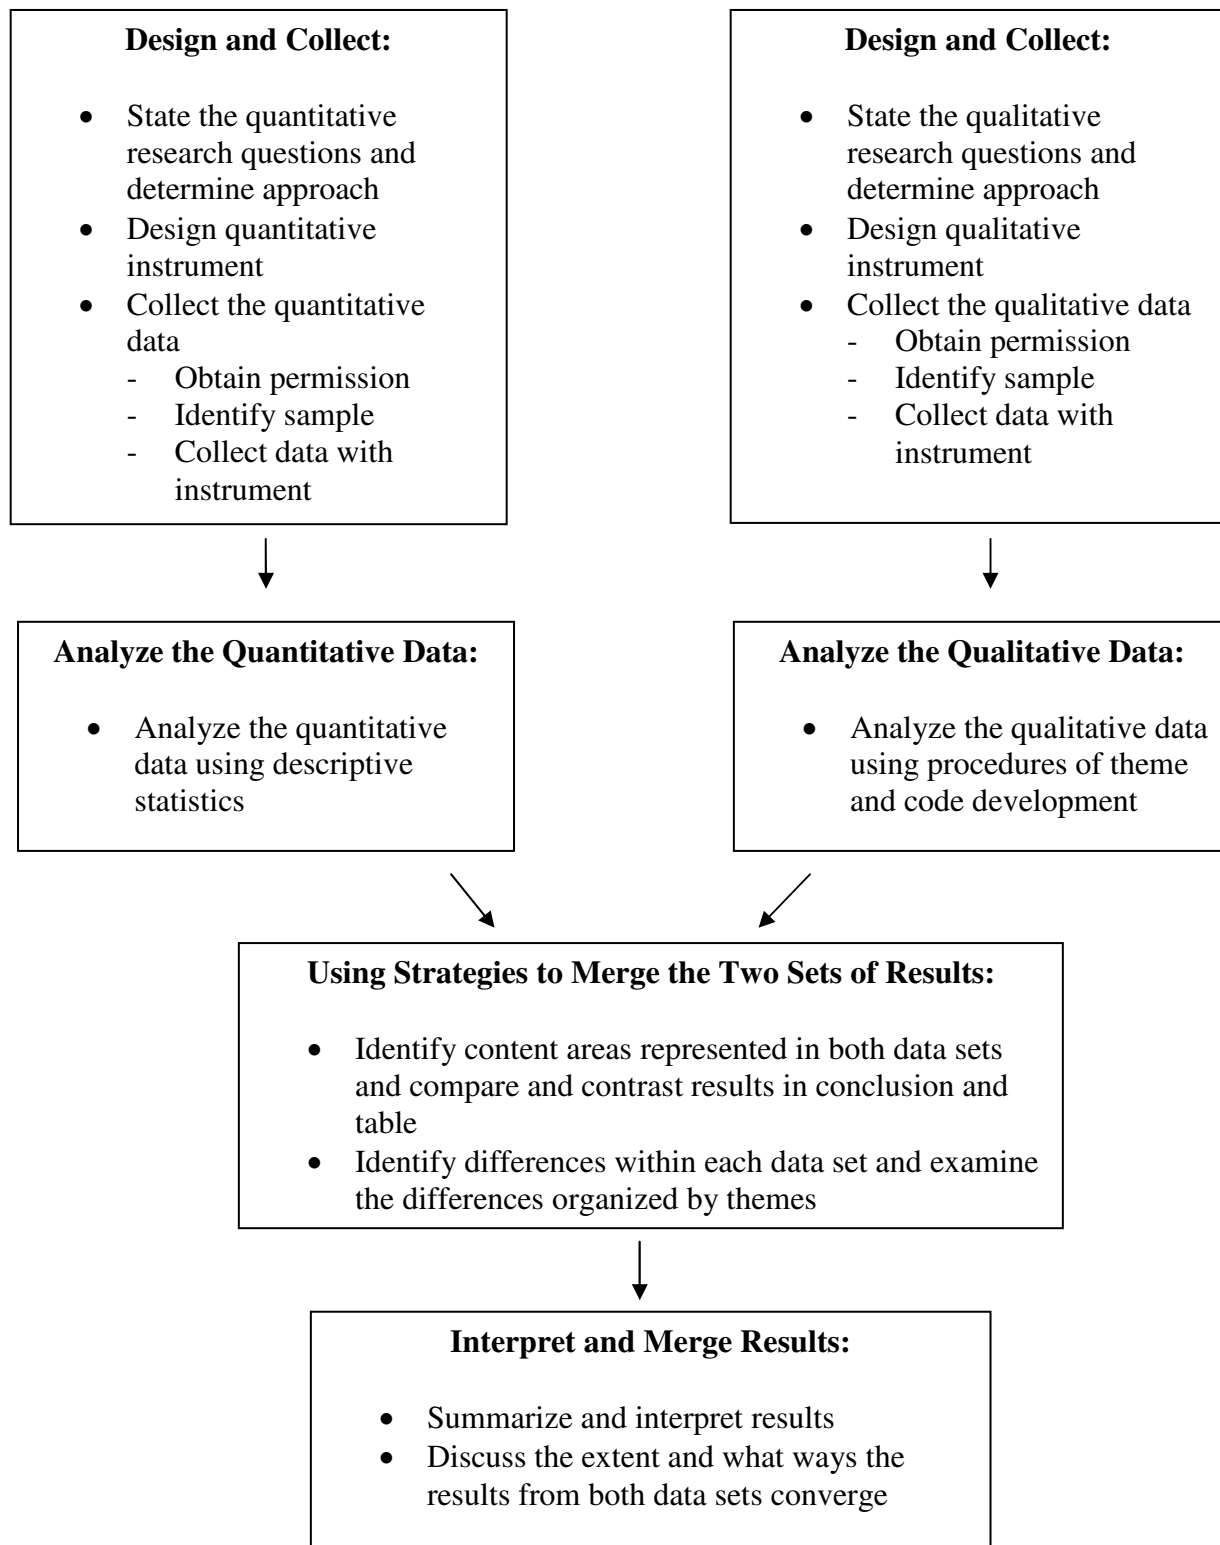 Design and Collect:
• State the quantitative
research questions and
determine approach
• Design quantitative
instrument
• Collect the quantitative
data
- Obtain permission
- Identify sample
- Collect data with
instrument
Design and Collect:
• State the qualitative
research questions and
determine approach
• Design qualitative
instrument
• Collect the qualitative data
- Obtain permission
- Identify sample
- Collect data with
instrument
Analyze the Quantitative Data:
• Analyze the quantitative
data using descriptive
statistics
Analyze the Qualitative Data:
• Analyze the qualitative data
using procedures of theme
and code development
Using Strategies to Merge the Two Sets of Results:
• Identify content areas represented in both data sets
and compare and contrast results in conclusion and
table
• Identify differences within each data set and examine
the differences organized by themes
Interpret and Merge Results:
• Summarize and interpret results
• Discuss the extent and what ways the
results from both data sets converge